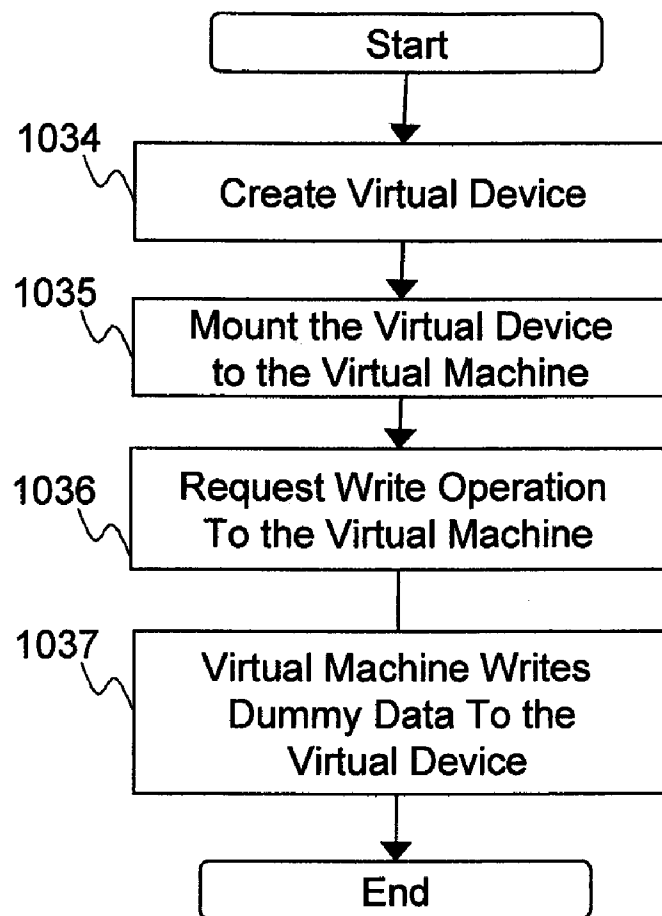 Start
1034
Create Virtual Device
1035
Mount the Virtual Device
to the Virtual Machine
1036
Request Write Operation
To the Virtual Machine
1037
Virtual Machine Writes
Dummy Data To the
Virtual Device
End